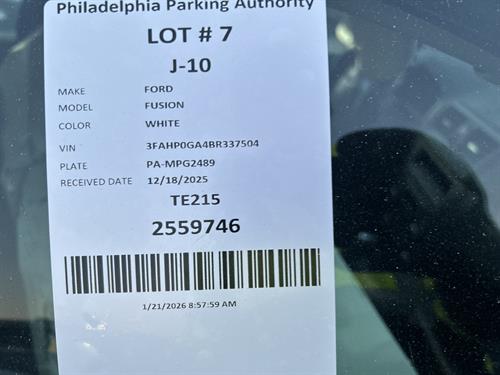 Philadelphia Parking Authority
LOT # 7
J-10
MAKE FORD
MODEL FUSION
COLOR WHITE
VIN 3FAHP0GA4BR337504
PLATE PA-MPG2489
RECEIVED DATE 12/18/2025
TE215
2559746
1/21/2026 8:57:59 AM